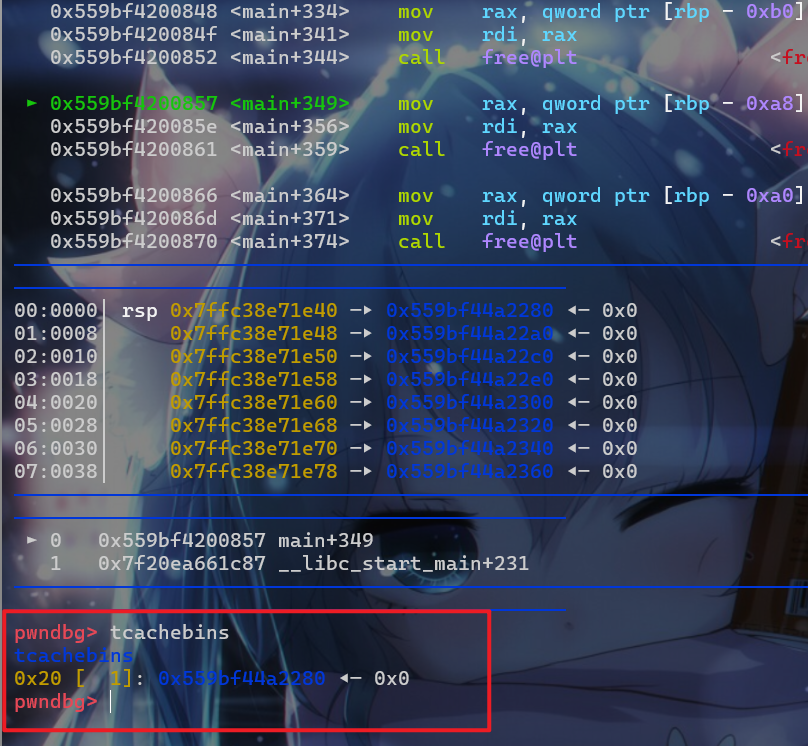 0x559bf4200848 <main+334> mov rax, qword ptr [rbp - 0xb0]
0x559bf420084f <main+341> mov rdi, rax
0x559bf4200852 <main+344> call free@plt <fr
► 0x559bf4200857 <main+349> mov rax, qword ptr [rbp - 0xa8]
0x559bf420085e <main+356> mov rdi, rax
0x559bf4200861 <main+359> call free@plt <fr
0x559bf4200866 <main+364> mov rax, qword ptr [rbp - 0xa0]
0x559bf420086d <main+371> mov rdi, rax
0x559bf4200870 <main+374> call free@plt <fr
00:0000│ rsp 0x7ffc38e71e40 —▸ 0x559bf44a2280 ◂— 0x0
01:0008│ 0x7ffc38e71e48 —▸ 0x559bf44a22a0 ◂— 0x0
02:0010│ 0x7ffc38e71e50 —▸ 0x559bf44a22c0 ◂— 0x0
03:0018│ 0x7ffc38e71e58 —▸ 0x559bf44a22e0 ◂— 0x0
04:0020│ 0x7ffc38e71e60 —▸ 0x559bf44a2300 ◂— 0x0
05:0028│ 0x7ffc38e71e68 —▸ 0x559bf44a2320 ◂— 0x0
06:0030│ 0x7ffc38e71e70 —▸ 0x559bf44a2340 ◂— 0x0
07:0038│ 0x7ffc38e71e78 —▸ 0x559bf44a2360 ◂— 0x0
► 0 0x559bf4200857 main+349
1 0x7f20ea661c87 __libc_start_main+231
pwndbg> tcachebins
tcachebins
0x20 [  1]: 0x559bf44a2280 ◂— 0x0
pwndbg>